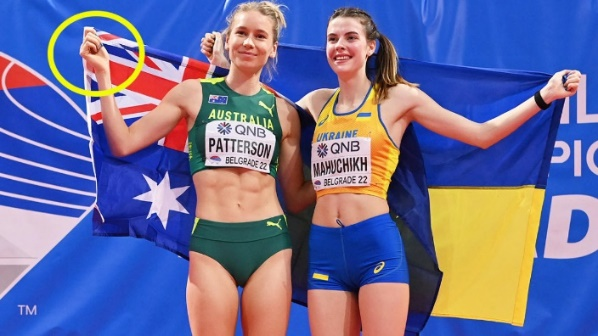 AUSTRALIA
QNB
PATTERSON
BELGRADE 22
UKRAINE
QNB
MAHUCHIKH
BELGRADE 22
TM